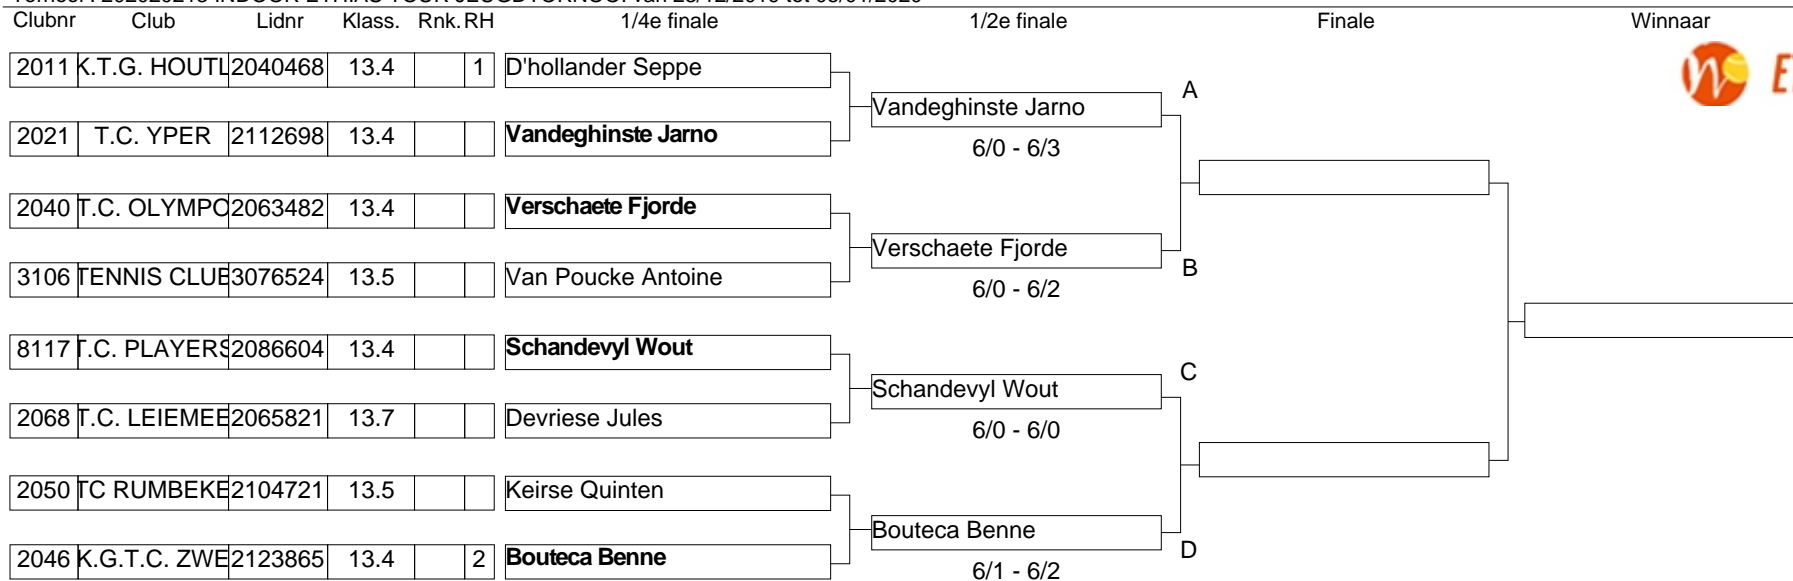 Clubnr Club Lidnr Klass. Rnk. RH 1/4e finale 1/2e finale Finale Winnaar
2011 K.T.G. HOUTL 2040468 13.4 1 D'hollander Seppe
A
Vandeghinste Jarno
2021 T.C. YPER 2112698 13.4 Vandeghinste Jarno
6/0 - 6/3
2040 T.C. OLYMPO 2063482 13.4 Verschaete Fjorde
Verschaete Fjorde
B
3106 TENNIS CLUB 3076524 13.5 Van Poucke Antoine
6/0 - 6/2
8117 T.C. PLAYERS 2086604 13.4 Schandevyl Wout
C
Schandevyl Wout
2068 T.C. LEIEMEE 2065821 13.7 Devriese Jules
6/0 - 6/0
2050 TC RUMBEKE 2104721 13.5 Keirse Quinten
Bouteca Benne
D
2046 K.G.T.C. ZWE 2123865 13.4 2 Bouteca Benne
6/1 - 6/2